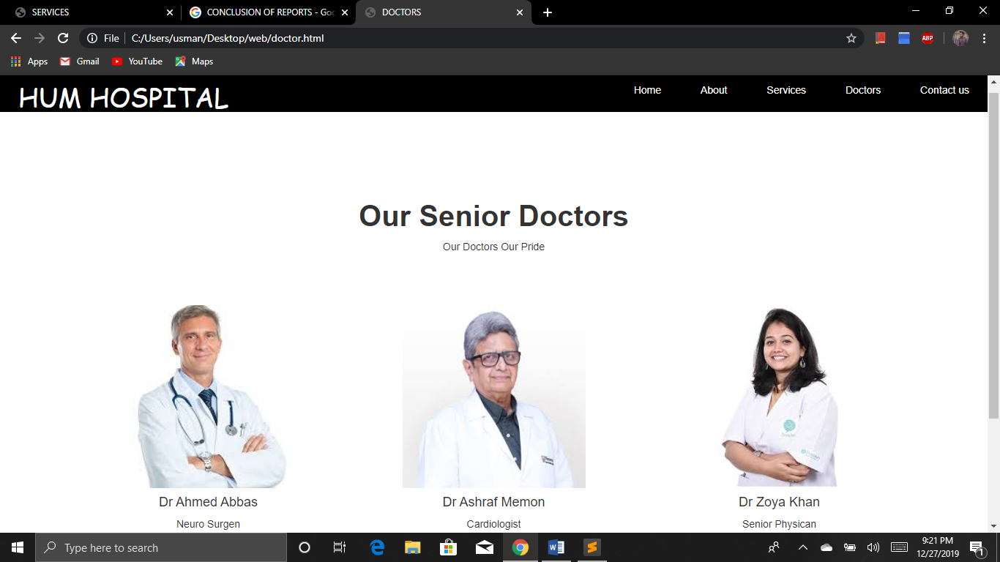 SERVICES
CONCLUSION OF REPORTS - Goo
DOCTORS
File
C:/Users/usman/Desktop/web/doctor.html
ABP
Apps
Gmail
YouTube
Maps
HUM HOSPITAL
Home
About
Services
Doctors
Contact us
Our Senior Doctors
Our Doctors Our Pride
Dr Ahmed Abbas
Dr Ashraf Memon
Dr Zoya Khan
Neuro Surgen
Cardiologist
Senior Physican
Type here to search
9:21 PM
12/27/2019
1